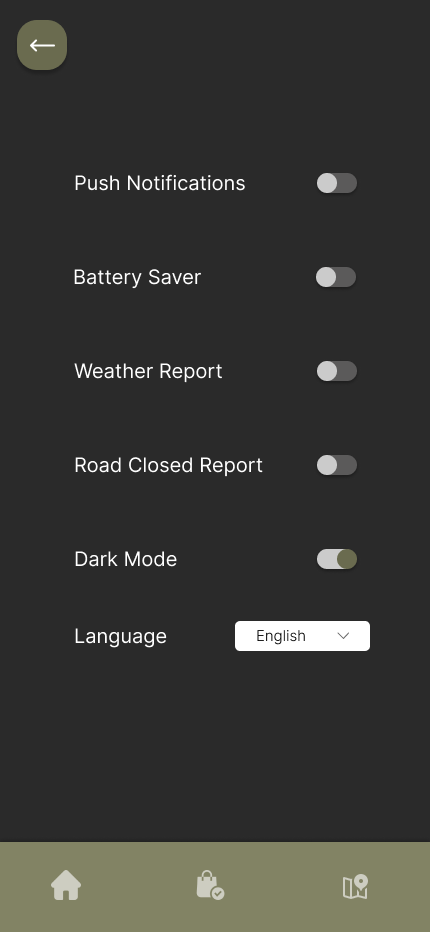 Push Notifications
Battery Saver
Weather Report
Road Closed Report
Dark Mode
Language
English